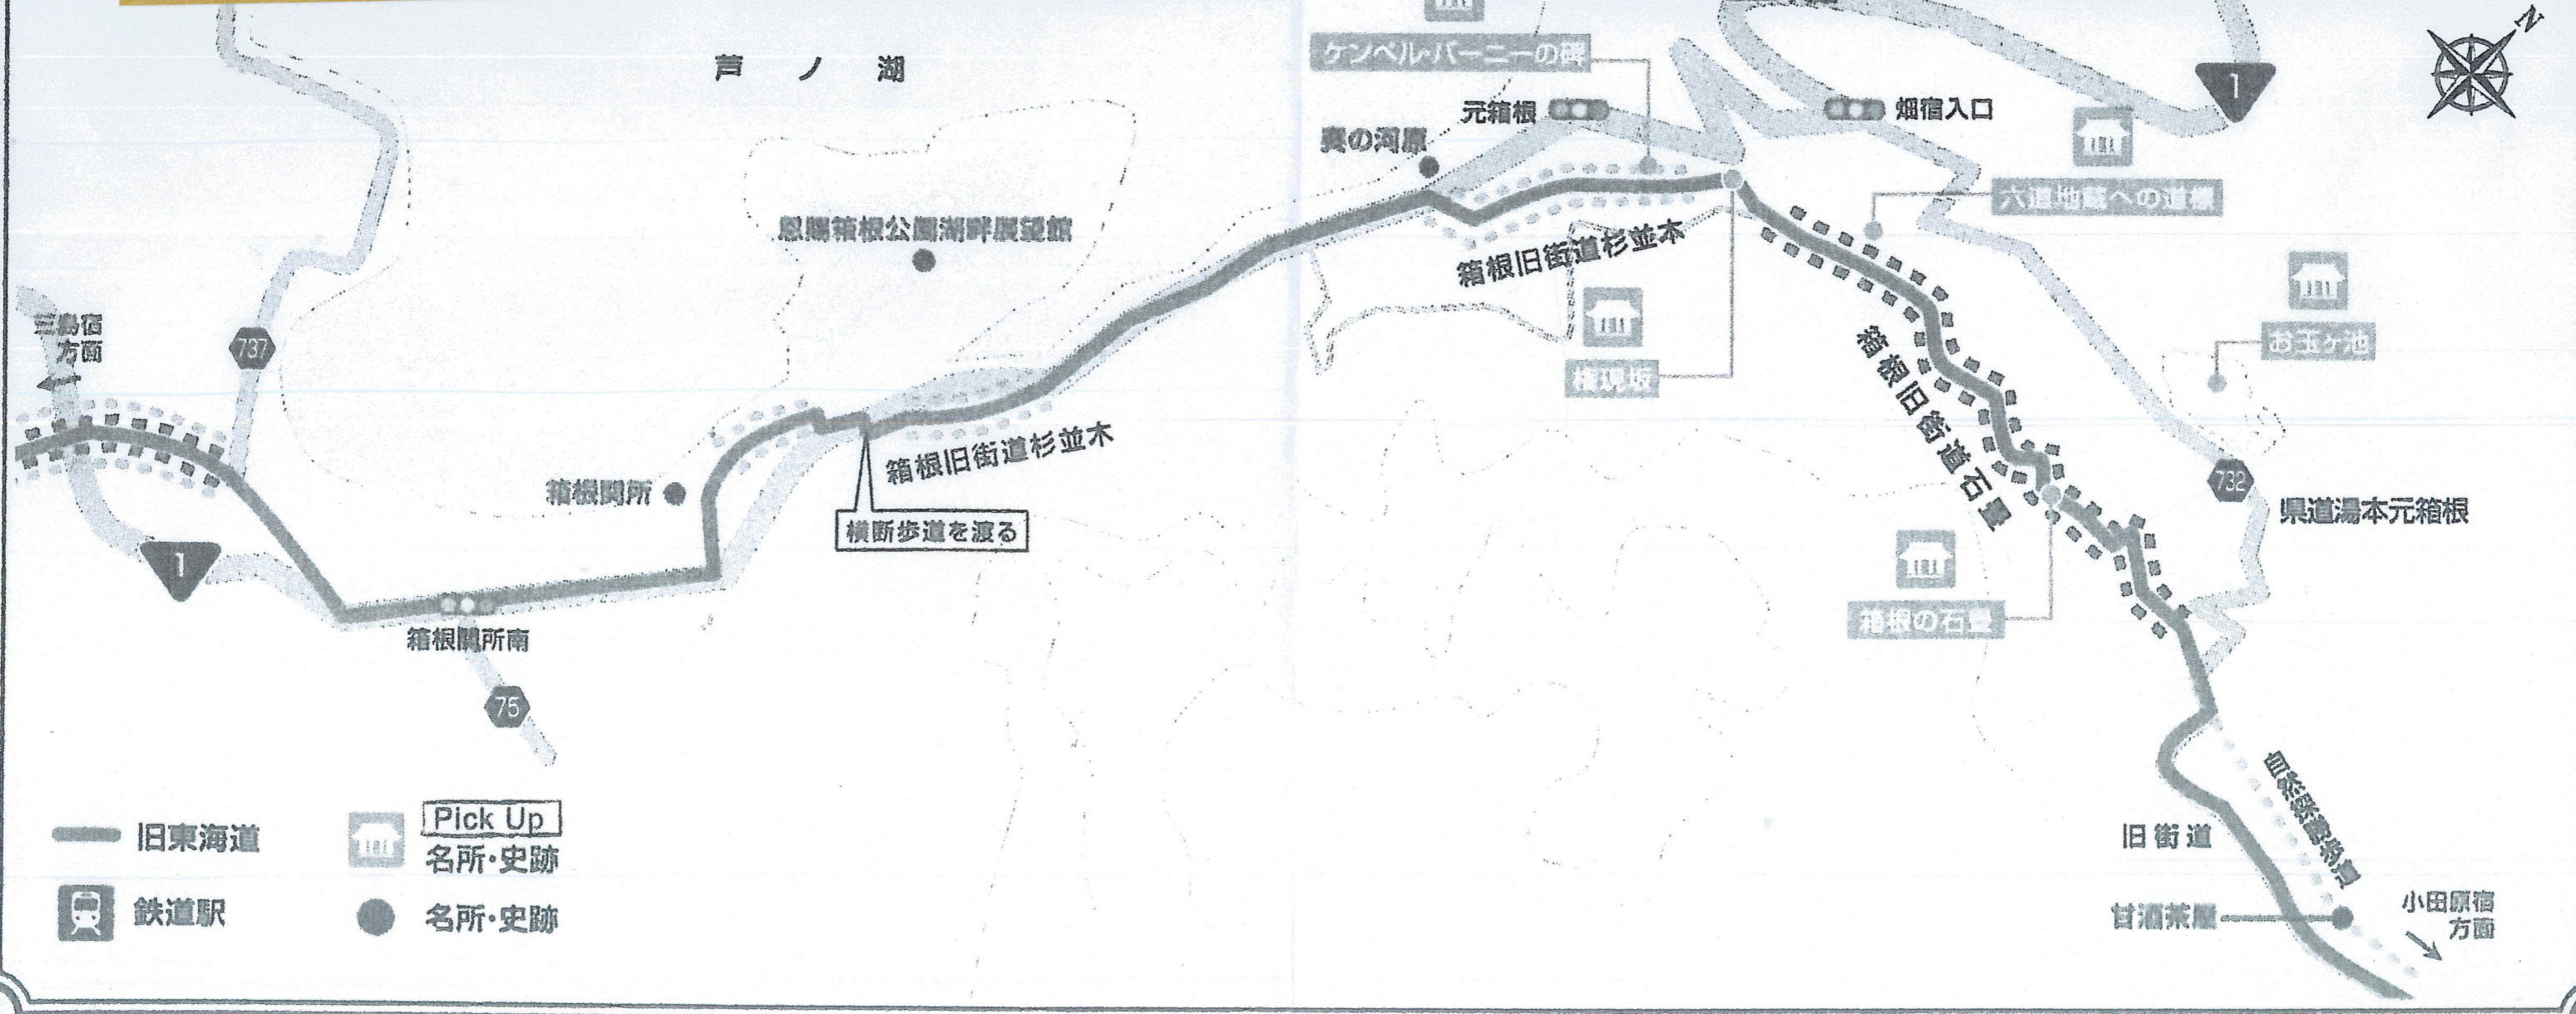 N
芦ノ湖
ケンペル・バーニーの碑
1
元箱根
畑宿入口
賽の河原
六道地蔵への道標
恩賜箱根公園湖畔展望館
箱根旧街道杉並木
お玉ヶ池
三島宿
方面
737
権現坂
箱根旧街道石畳
箱根旧街道杉並木
732
県道湯本元箱根
箱根関所
横断歩道を渡る
1
箱根の石畳
箱根関所南
75
自然探勝歩道
旧街道
甘酒茶屋
小田原宿
方面
旧東海道
Pick Up
名所・史跡
鉄道駅
名所・史跡